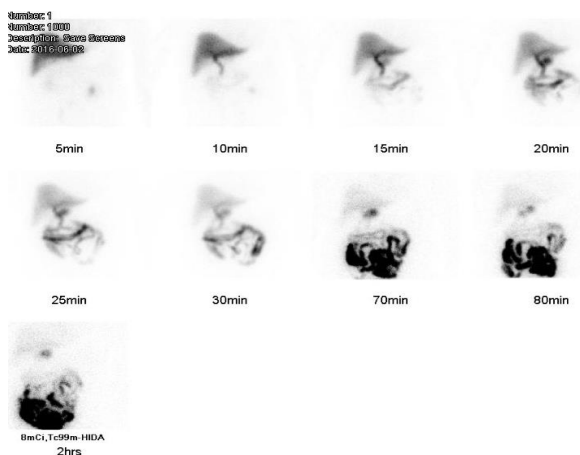 Number: 1
Number: 1000
Description: Save Screens
Date: 2016-06-02
5min
10min
15min
20min
25min
30min
70min
80min
8mCi,Tc99m-HIDA
2hrs